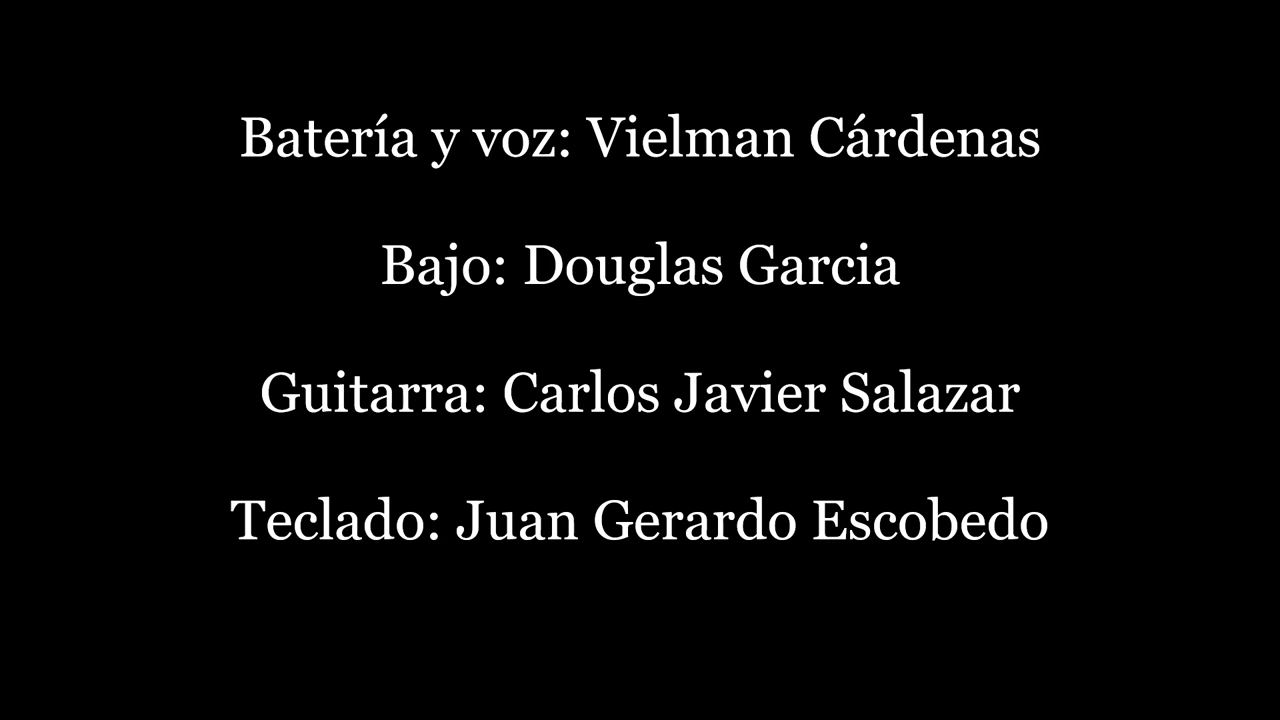 Batería y voz: Vielman Cárdenas
Bajo: Douglas Garcia
Guitarra: Carlos Javier Salazar
Teclado: Juan Gerardo Escobedo